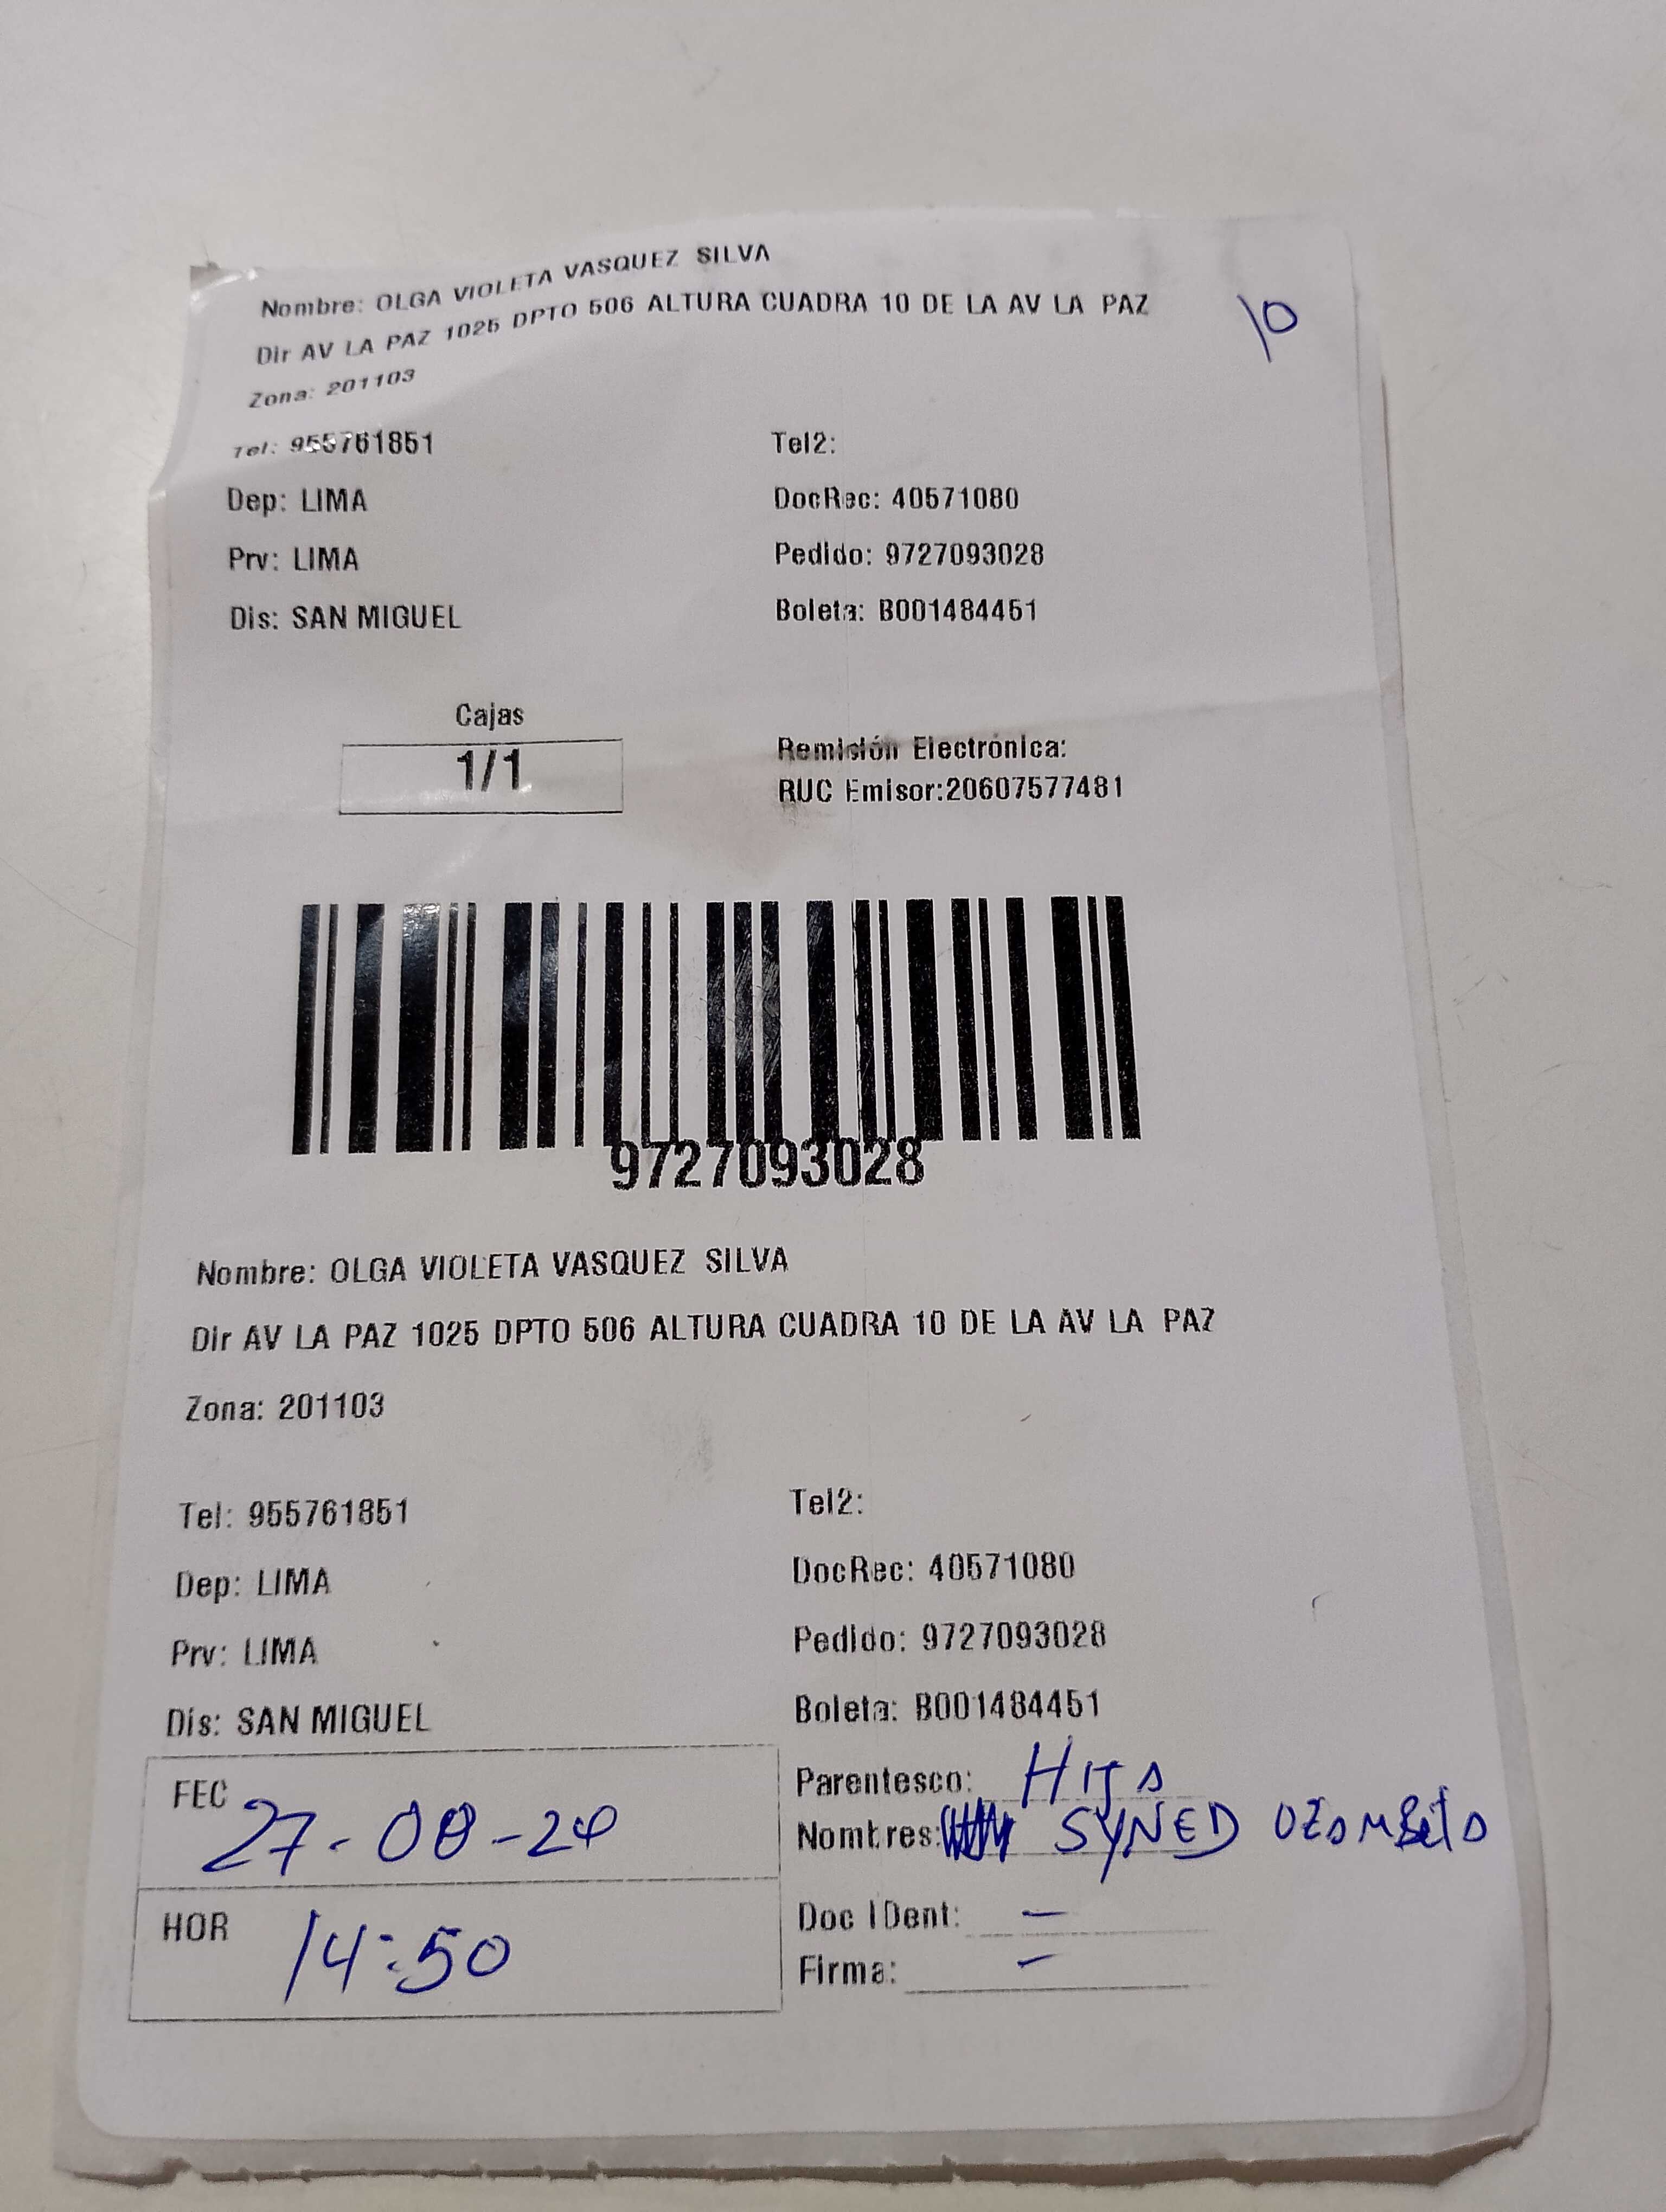 Nombre: OLGA VIOLETA VASQUEZ SILVA
Dir AV LA PAZ 1025 DPTO 506 ALTURA CUADRA 10 DE LA AV LA PAZ
10
Zona: 201103
Tel: 955761851 Tel2:
Dep: LIMA DocRec: 40571080
Prv: LIMA Pedido: 9727093028
Dis: SAN MIGUEL Boleta: B001484451
Cajas
1/1
Remisión Electrónica:
RUC Emisor:20607577481
9727093028
Nombre: OLGA VIOLETA VASQUEZ SILVA
Dir AV LA PAZ 1025 DPTO 506 ALTURA CUADRA 10 DE LA AV LA PAZ
Zona: 201103
Tel: 955761851 Tel2:
Dep: LIMA DocRec: 40571080
Prv: LIMA Pedido: 9727093028
Dis: SAN MIGUEL Boleta: B001484451
FEC 27-08-24 Parentesco: HIJA
Nombres: SYNED
HOR 14:50 Doc IDent: —
Firma: —